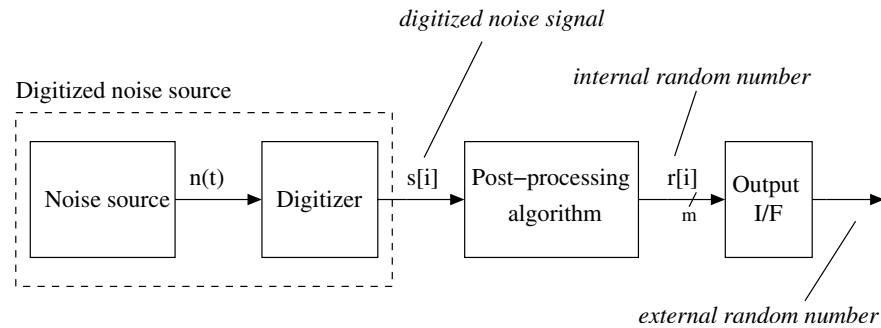 digitized noise signal
internal random number
Digitized noise source
Noise source
n(t)
Digitizer
s[i]
Post−processing
algorithm
r[i]
m
Output
I/F
external random number